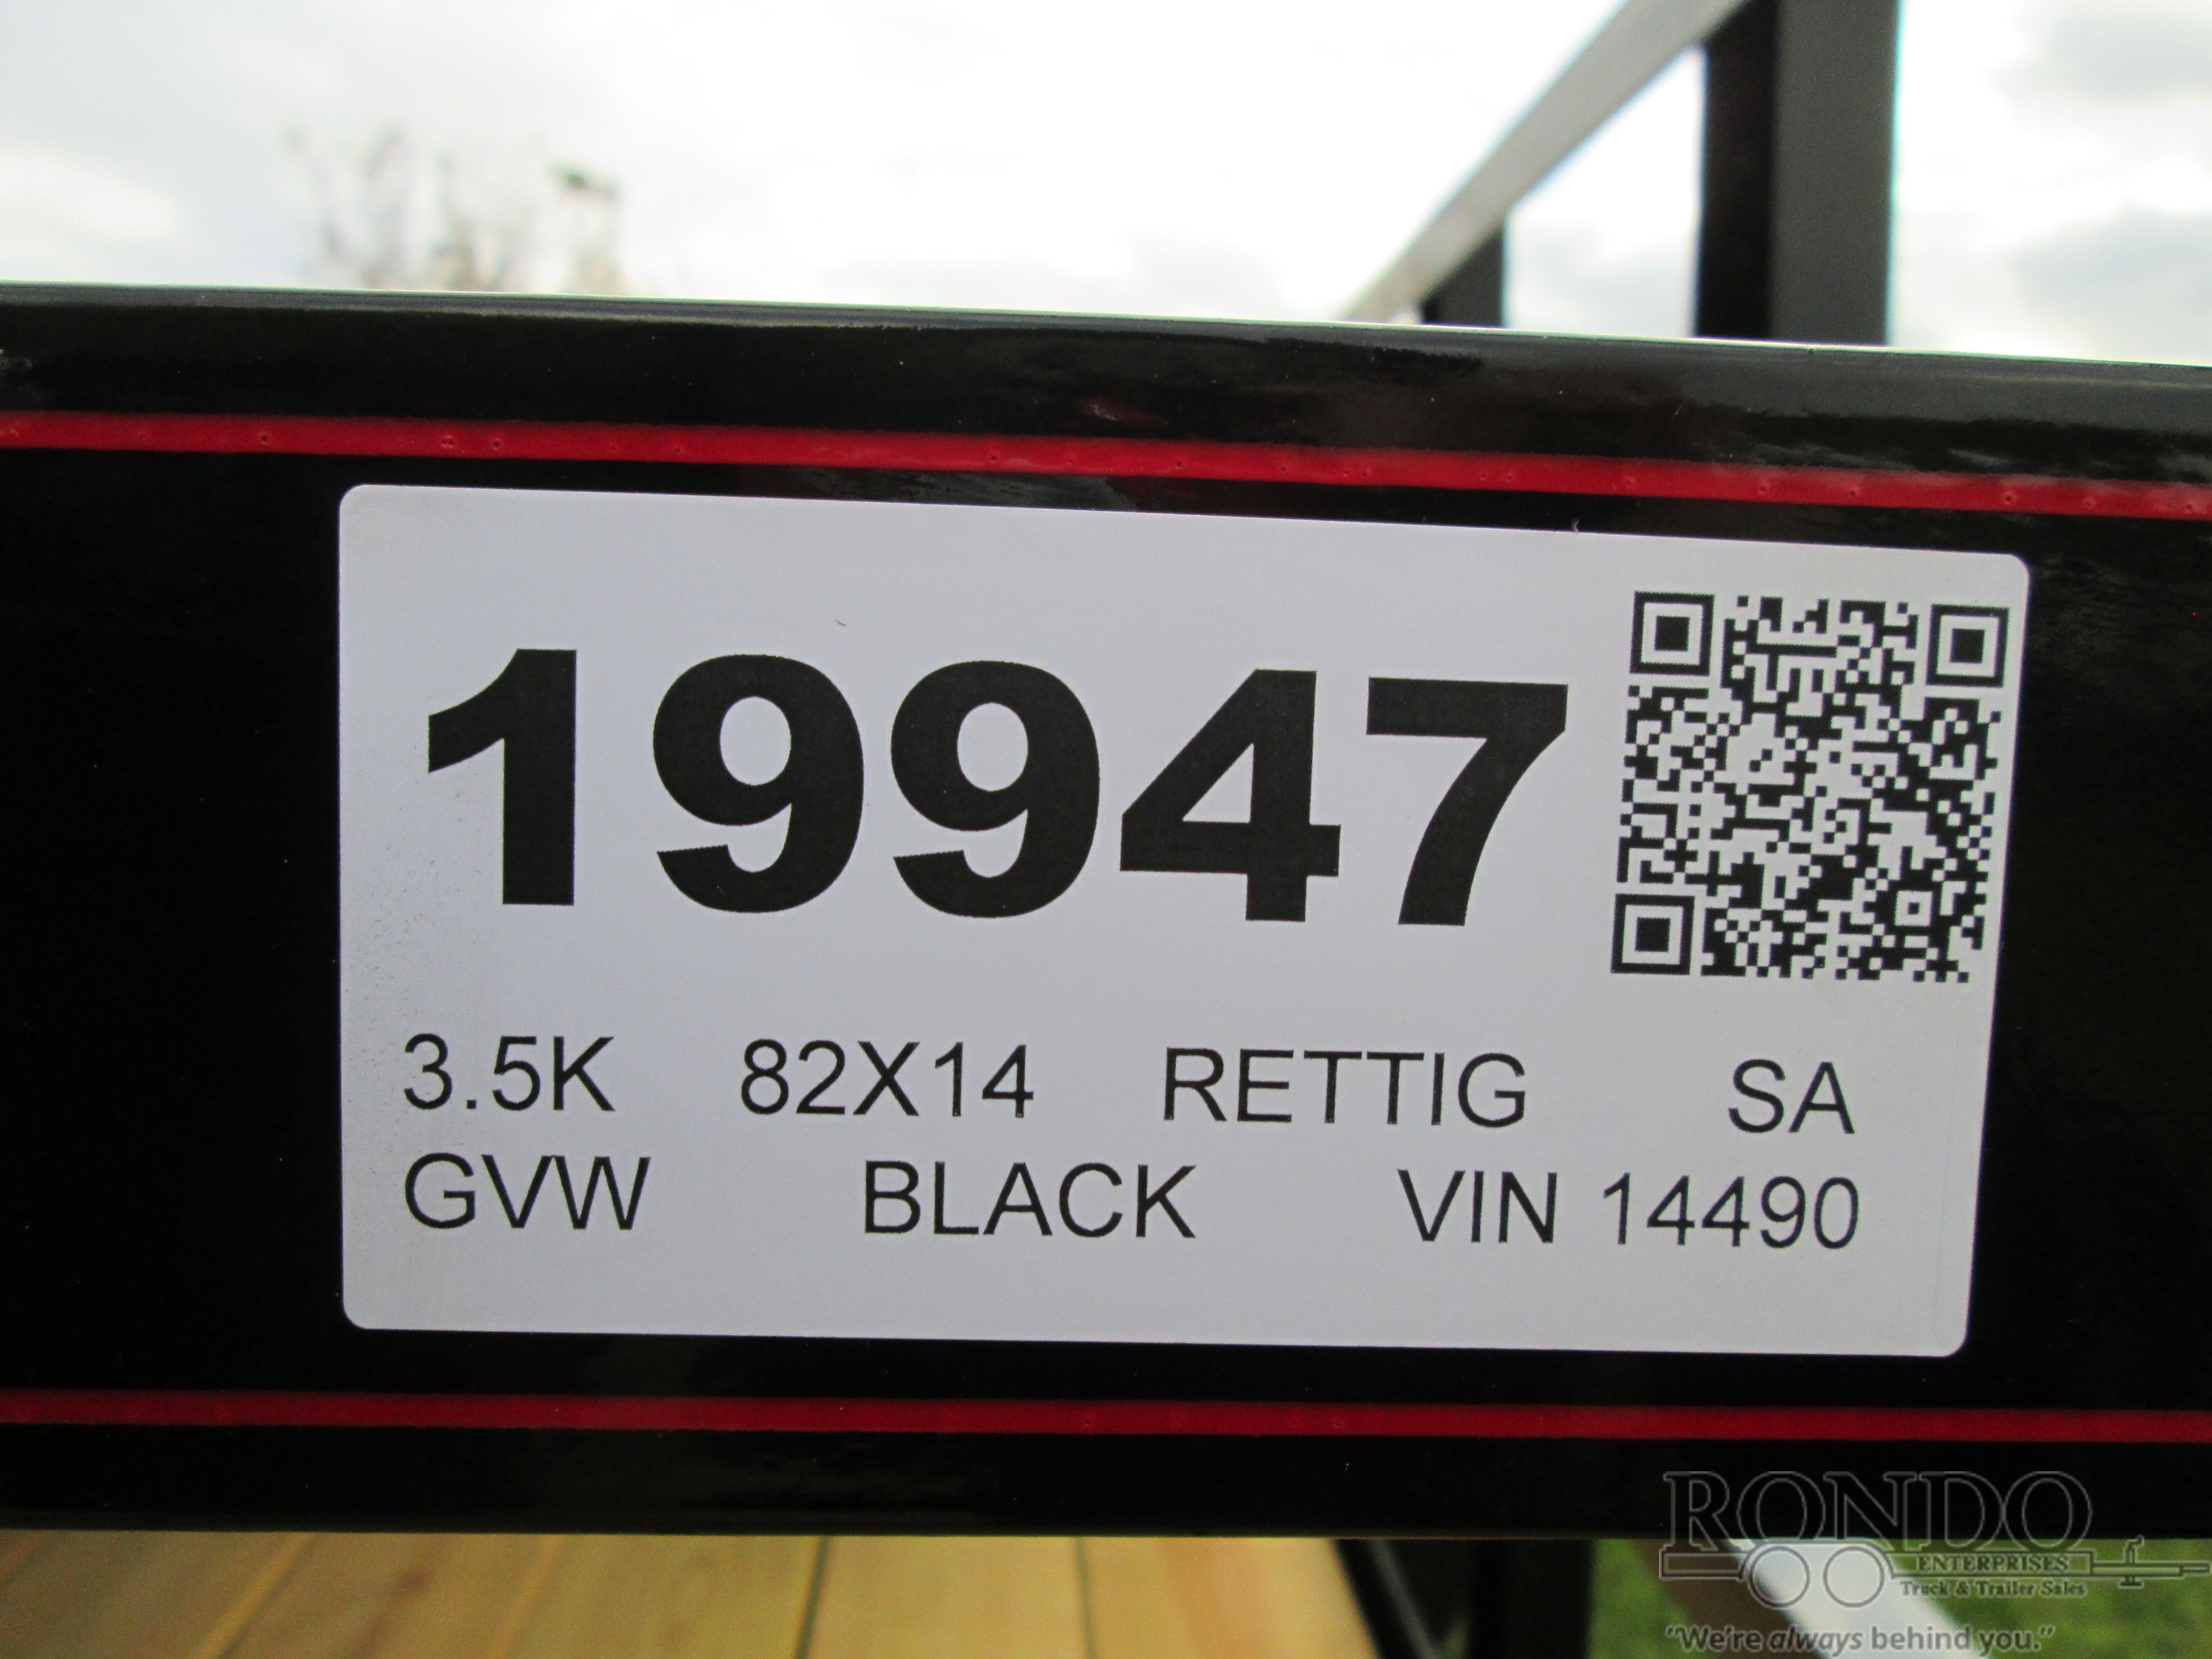 19947
3.5K 82X14 RETTIG SA
GVW BLACK VIN 14490
RONDO
ENTERPRISES
Truck & Trailer Sales
"We're always behind you."